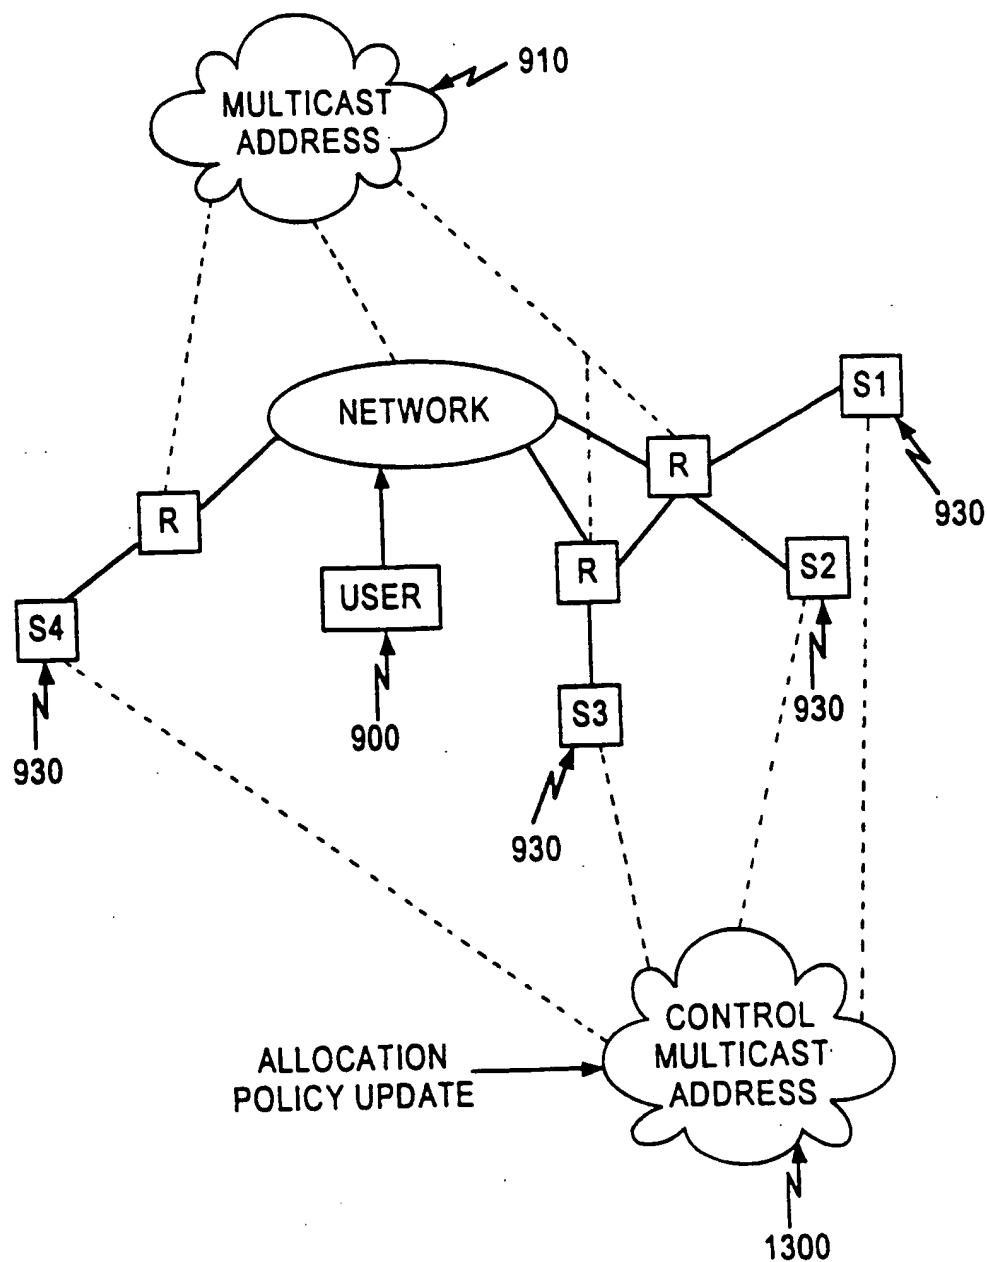 910
MULTICAST
ADDRESS
NETWORK
S1
R
930
R
R
S2
USER
S4
S3
930
900
930
930
CONTROL
MULTICAST
ADDRESS
ALLOCATION
POLICY UPDATE
1300